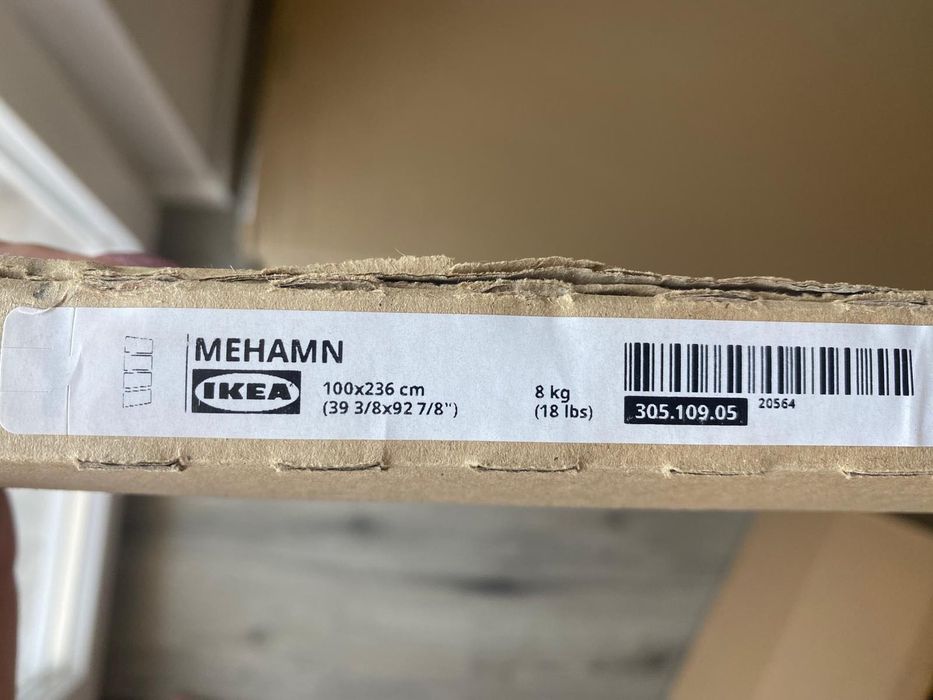 MEHAMN
IKEA
100x236 cm
(39 3/8x92 7/8")
8 kg
(18 lbs)
305.109.05
20564